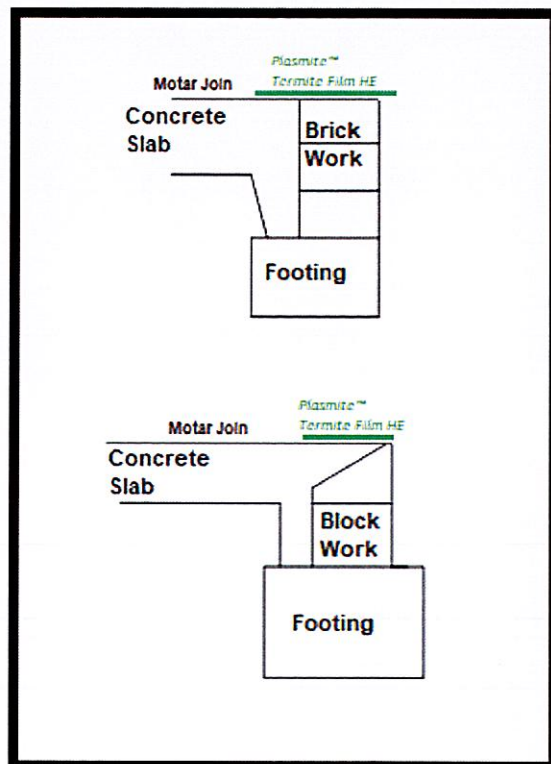 Plasmite™
Termite Film HE
Motar Join
Concrete
Slab
Brick
Work
Footing
Plasmite™
Termite Film HE
Motar Join
Concrete
Slab
Block
Work
Footing